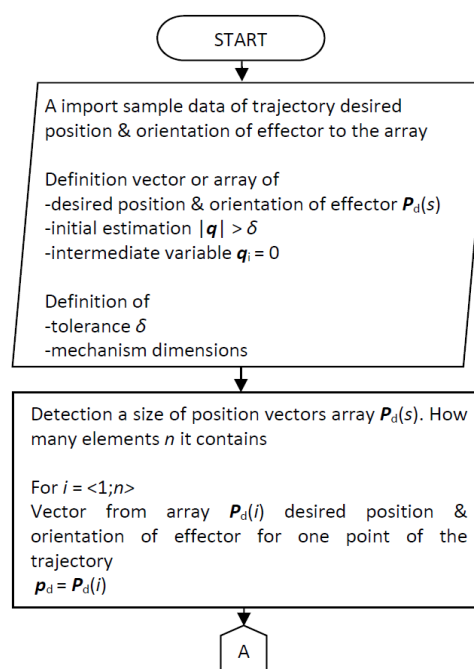 START
A import sample data of trajectory desired
position & orientation of effector to the array
Definition vector or array of
-desired position & orientation of effector Pd(s)
-initial estimation |q| > δ
-intermediate variable qi = 0
Definition of
-tolerance δ
-mechanism dimensions
Detection a size of position vectors array Pd(s). How
many elements n it contains
For i = <1;n>
Vector from array Pd(i) desired position &
orientation of effector for one point of the
trajectory
pd = Pd(i)
A